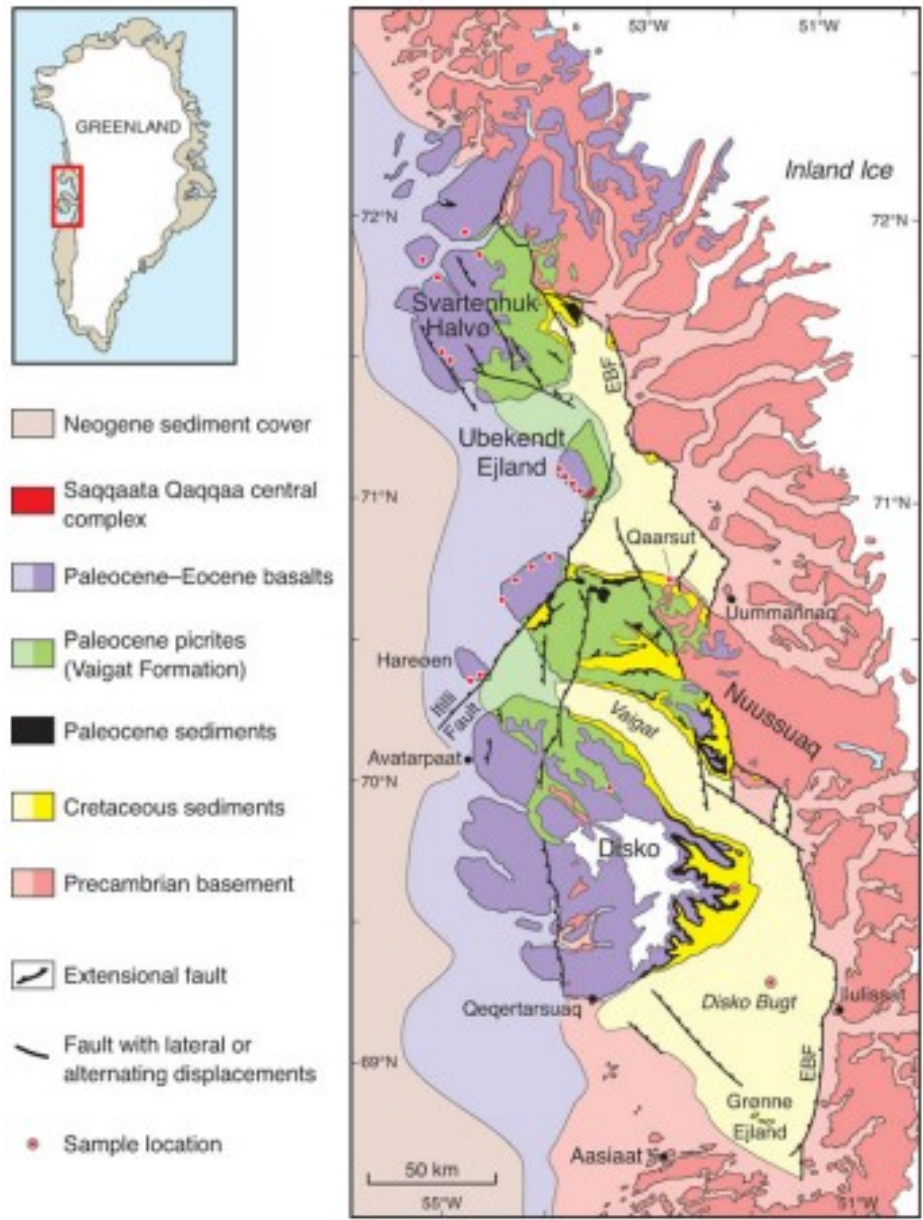 GREENLAND
Neogene sediment cover
Saqqaata Qaqqaa central
complex
Paleocene–Eocene basalts
Paleocene picrites
(Vaigat Formation)
Paleocene sediments
Cretaceous sediments
Precambrian basement
Extensional fault
Fault with lateral or
alternating displacements
Sample location
53°W
51°W
Inland Ice
72°N
72°N
Svartenhuk
Halvø
EBF
Ubekendt
Ejland
71°N
71°N
Qaarsut
Uummannaq
Hareøen
Itilli
Fault
Vaigat
Nuussuaq
Avatarpaat
70°N
70°N
Disko
Qeqertarsuaq
Disko Bugt
Ilulissat
69°N
69°N
EBF
Grønne
Ejland
Aasiaat
50 km
55°W
51°W